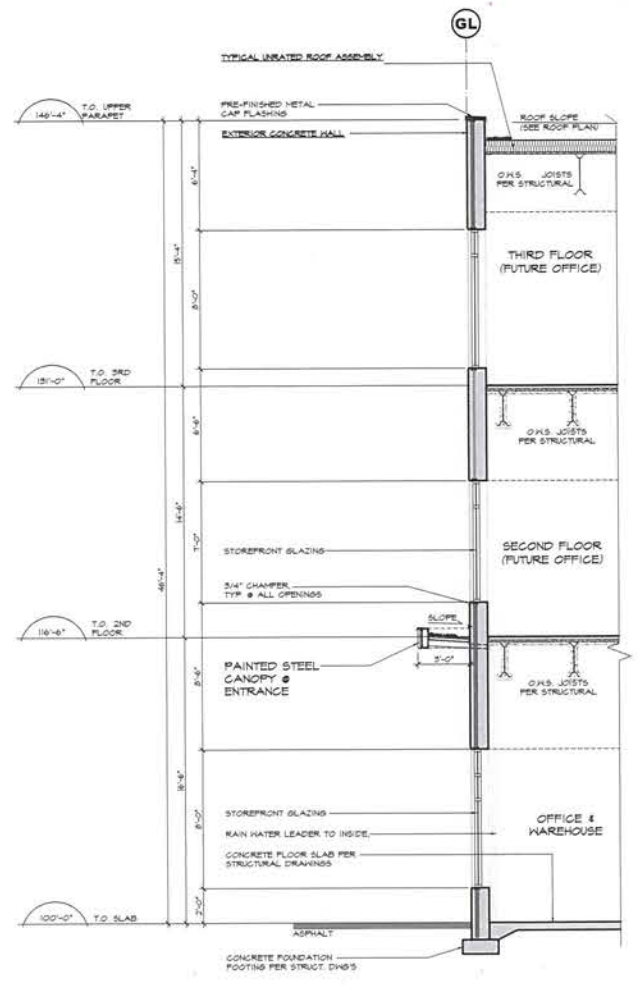 GL
TYPICAL UNRATED ROOF ASSEMBLY
146'-4"
T.O. UPPER
PARAPET
PRE-FINISHED METAL
CAP FLASHING
EXTERIOR CONCRETE WALL
ROOF SLOPE
(SEE ROOF PLAN)
O.W.S. JOISTS
PER STRUCTURAL
6'-4"
15'-4"
THIRD FLOOR
(FUTURE OFFICE)
8'-0"
131'-0"
T.O. 3RD
FLOOR
O.W.S. JOISTS
PER STRUCTURAL
6'-6"
14'-6"
46'-4"
7'-0"
STOREFRONT GLAZING
SECOND FLOOR
(FUTURE OFFICE)
3/4" CHAMFER
TYP @ ALL OPENINGS
116'-6"
T.O. 2ND
FLOOR
SLOPE
3'-0"
PAINTED STEEL
CANOPY @
ENTRANCE
O.W.S. JOISTS
PER STRUCTURAL
8'-6"
16'-6"
8'-0"
STOREFRONT GLAZING
RAIN WATER LEADER TO INSIDE,
OFFICE &
WAREHOUSE
CONCRETE FLOOR SLAB PER
STRUCTURAL DRAWINGS
2'-0"
100'-0"
T.O SLAB
ASPHALT
CONCRETE FOUNDATION
FOOTING PER STRUCT. DWG'S